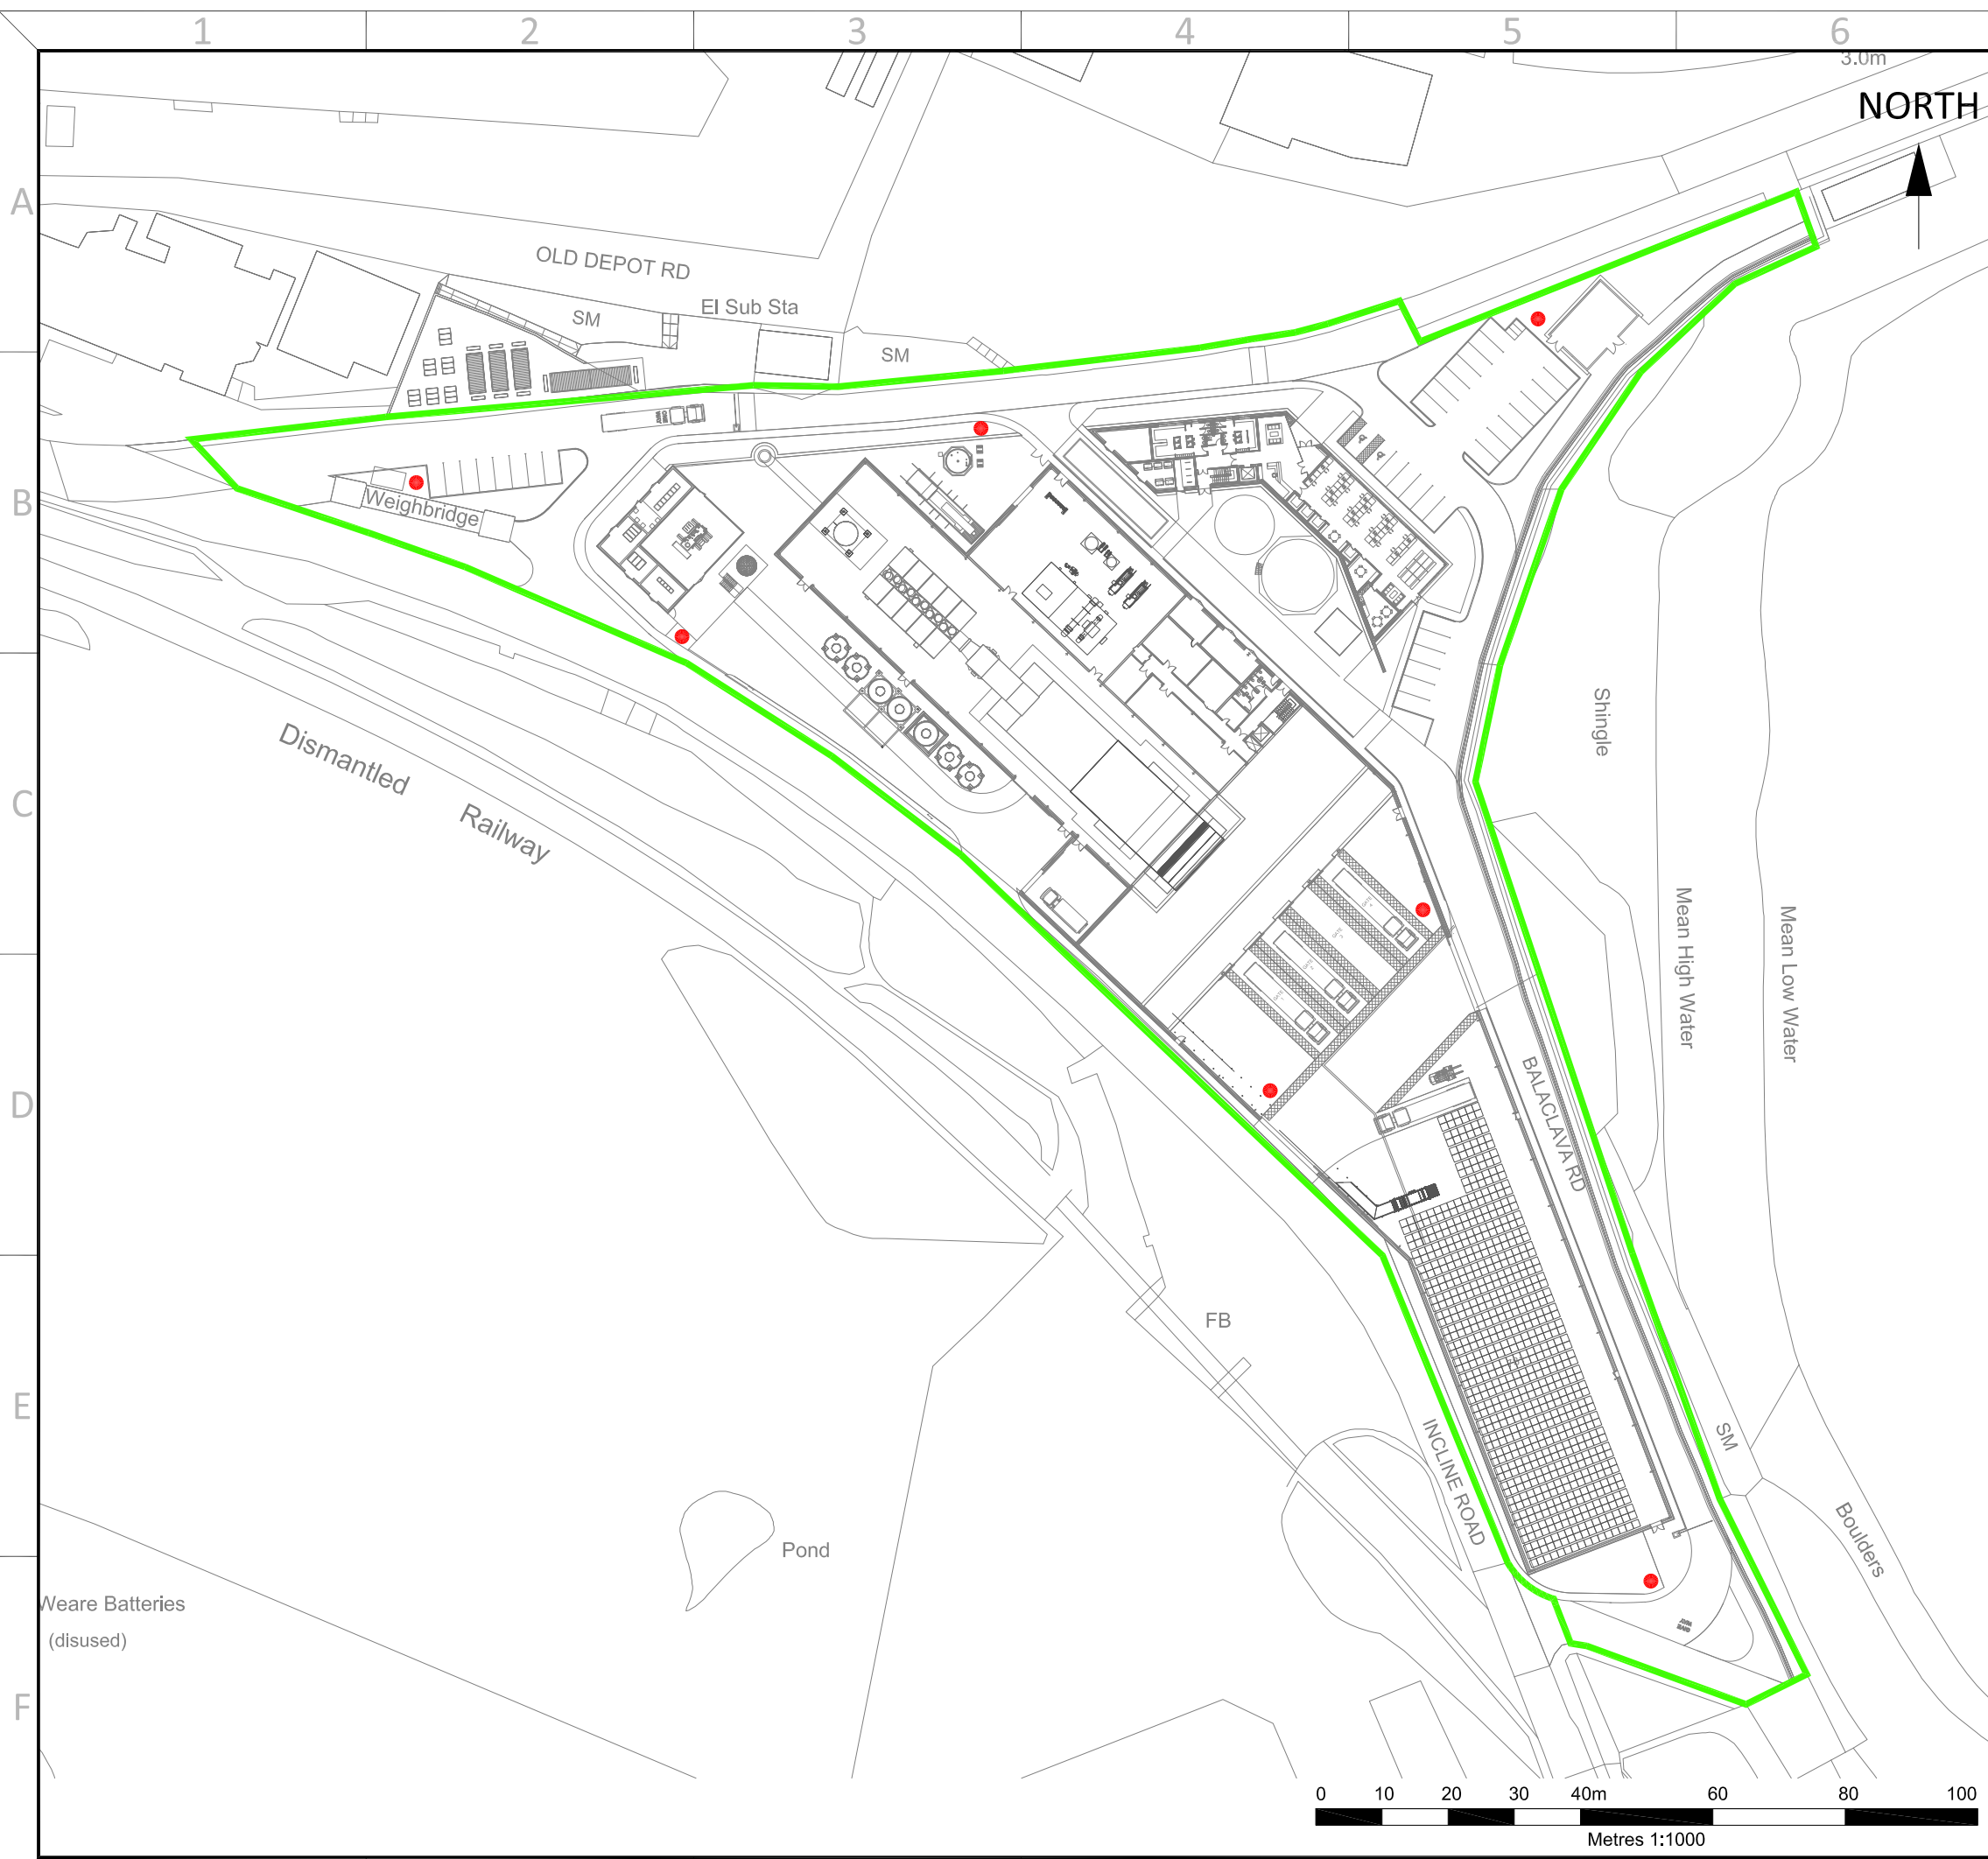 1 2 3 4 5 6
3.0m
NORTH
A
OLD DEPOT RD
El Sub Sta
SM
SM
B
Weighbridge
Shingle
Dismantled
Railway
C
Mean High Water
Mean Low Water
D
BALACLAVA RD
FB
E
INCLINE ROAD
SM
Boulders
Pond
Weare Batteries
(disused)
F
0 10 20 30 40m 60 80 100
Metres 1:1000